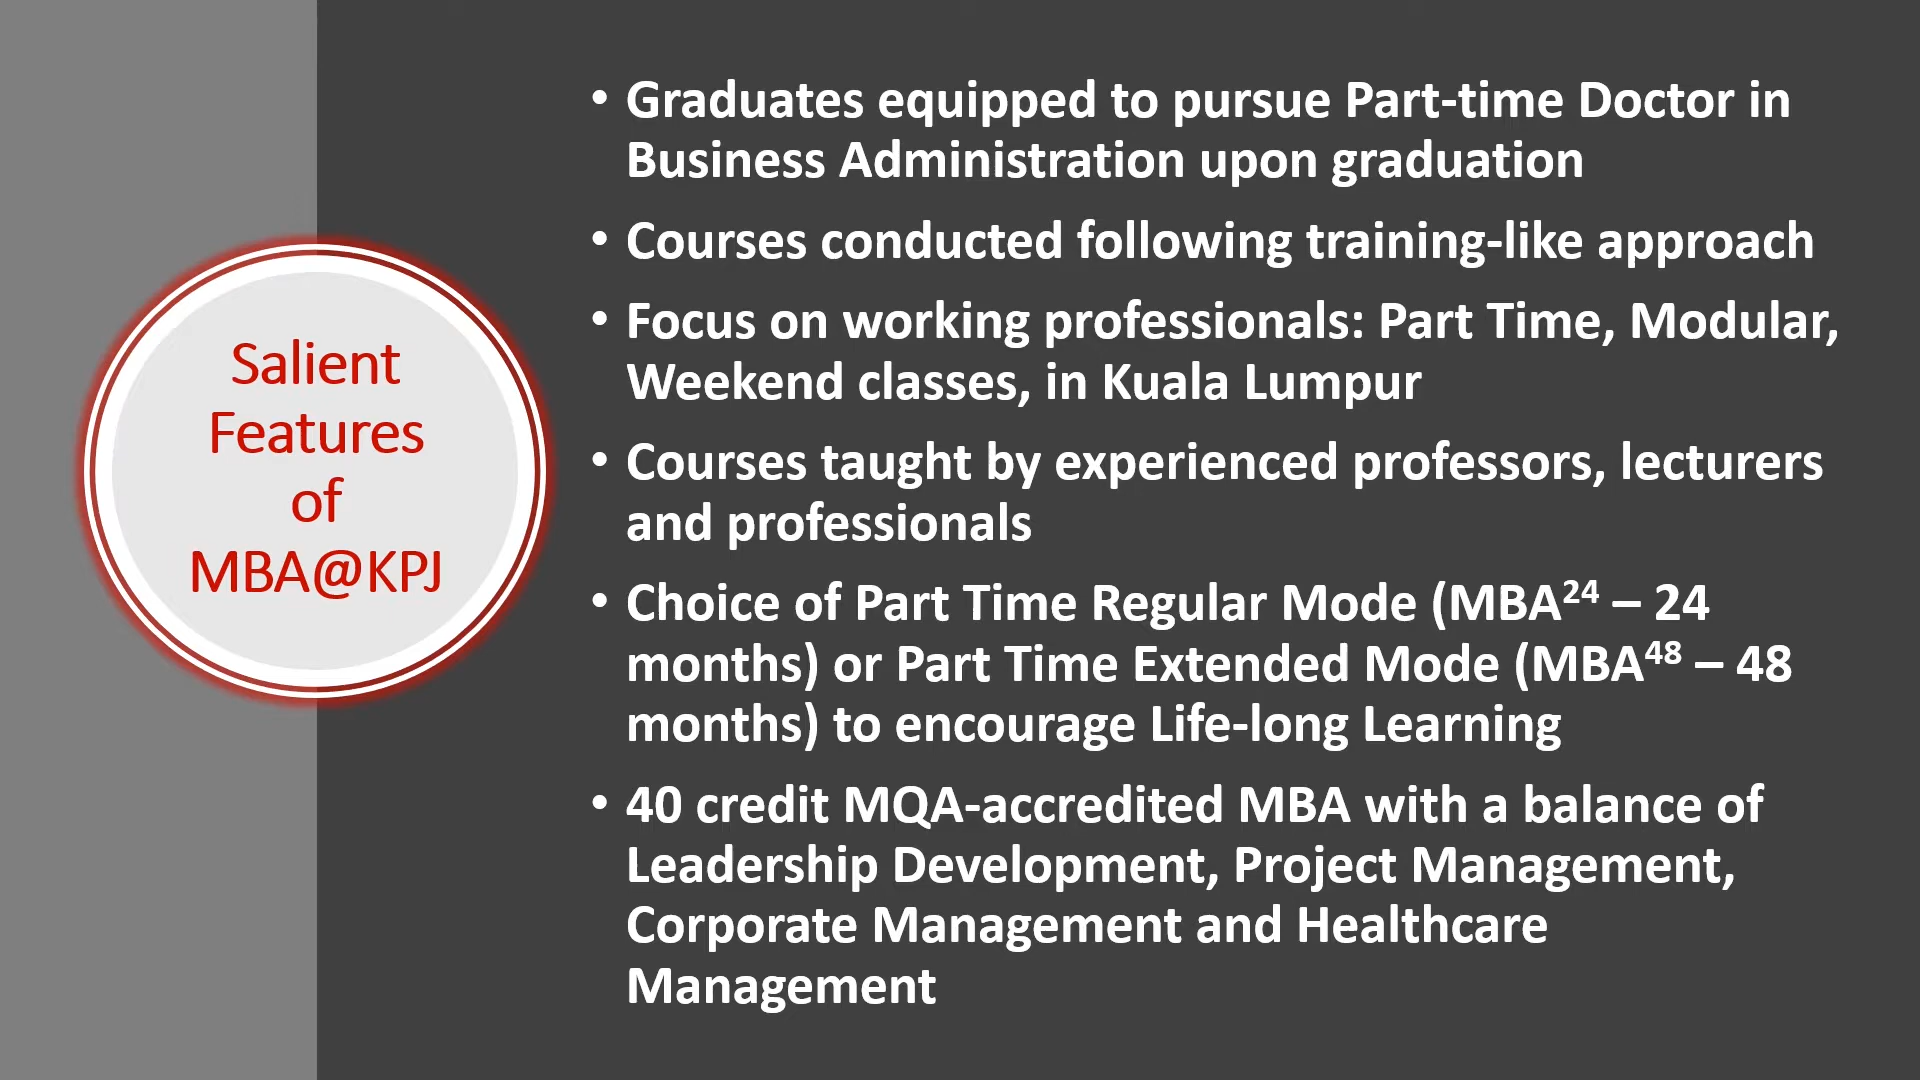 Salient
Features
of
MBA@KPJ
• Graduates equipped to pursue Part-time Doctor in
Business Administration upon graduation
• Courses conducted following training-like approach
• Focus on working professionals: Part Time, Modular,
Weekend classes, in Kuala Lumpur
• Courses taught by experienced professors, lecturers
and professionals
• Choice of Part Time Regular Mode (MBA²⁴ – 24
months) or Part Time Extended Mode (MBA⁴⁸ – 48
months) to encourage Life-long Learning
• 40 credit MQA-accredited MBA with a balance of
Leadership Development, Project Management,
Corporate Management and Healthcare
Management